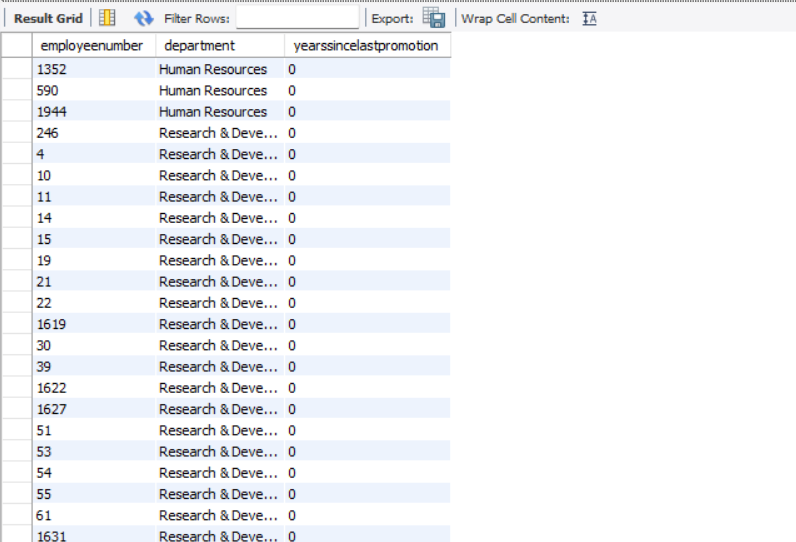 Result Grid Filter Rows: Export: Wrap Cell Content: IA
employeenumber department yearssincelastpromotion
1352 Human Resources 0
590 Human Resources 0
1944 Human Resources 0
246 Research & Deve... 0
4 Research & Deve... 0
10 Research & Deve... 0
11 Research & Deve... 0
14 Research & Deve... 0
15 Research & Deve... 0
19 Research & Deve... 0
21 Research & Deve... 0
22 Research & Deve... 0
1619 Research & Deve... 0
30 Research & Deve... 0
39 Research & Deve... 0
1622 Research & Deve... 0
1627 Research & Deve... 0
51 Research & Deve... 0
53 Research & Deve... 0
54 Research & Deve... 0
55 Research & Deve... 0
61 Research & Deve... 0
1631 Research & Deve... 0